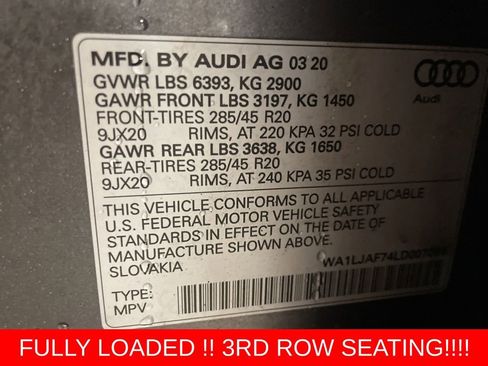 MFD. BY AUDI AG 03 20
GVWR LBS 6393, KG 2900
GAWR FRONT LBS 3197, KG 1450
FRONT-TIRES 285/45 R20
9JX20 RIMS, AT 220 KPA 32 PSI COLD
GAWR REAR LBS 3638, KG 1650
REAR-TIRES 285/45 R20
9JX20 RIMS, AT 240 KPA 35 PSI COLD
Audi
THIS VEHICLE CONFORMS TO ALL APPLICABLE
U.S. FEDERAL MOTOR VEHICLE SAFETY
STANDARDS IN EFFECT ON THE DATE OF
MANUFACTURE SHOWN ABOVE.
SLOVAKIA
TYPE:
MPV
FULLY LOADED !! 3RD ROW SEATING!!!!